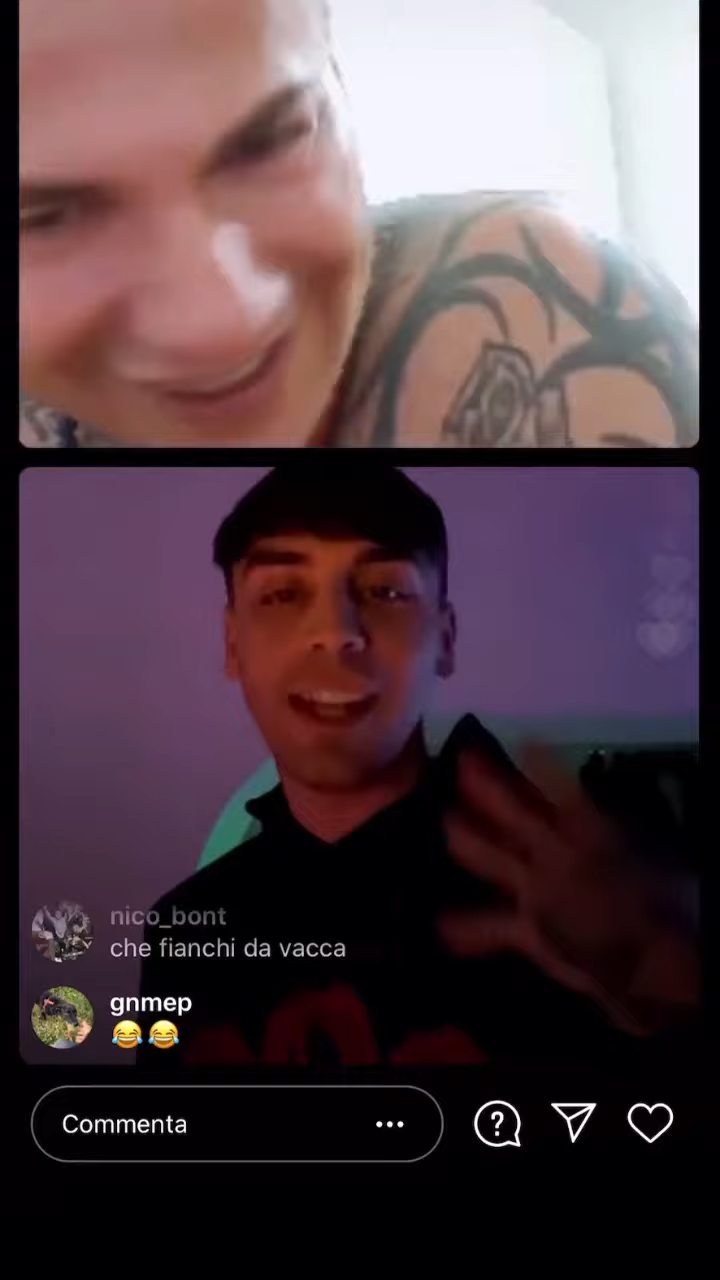 nico_bont
che fianchi da vacca
gnmep
😂😂
Commenta